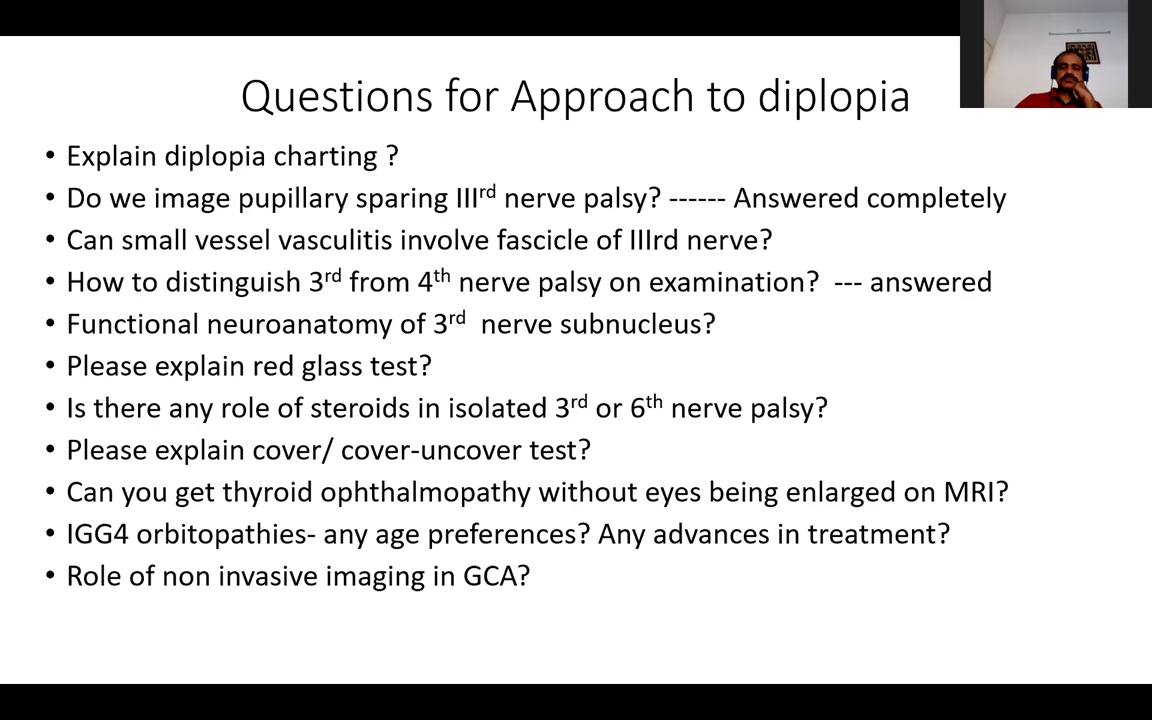 Questions for Approach to diplopia
• Explain diplopia charting ?
• Do we image pupillary sparing IIIrd nerve palsy? ------ Answered completely
• Can small vessel vasculitis involve fascicle of IIIrd nerve?
• How to distinguish 3rd from 4th nerve palsy on examination? --- answered
• Functional neuroanatomy of 3rd nerve subnucleus?
• Please explain red glass test?
• Is there any role of steroids in isolated 3rd or 6th nerve palsy?
• Please explain cover/ cover-uncover test?
• Can you get thyroid ophthalmopathy without eyes being enlarged on MRI?
• IGG4 orbitopathies- any age preferences? Any advances in treatment?
• Role of non invasive imaging in GCA?